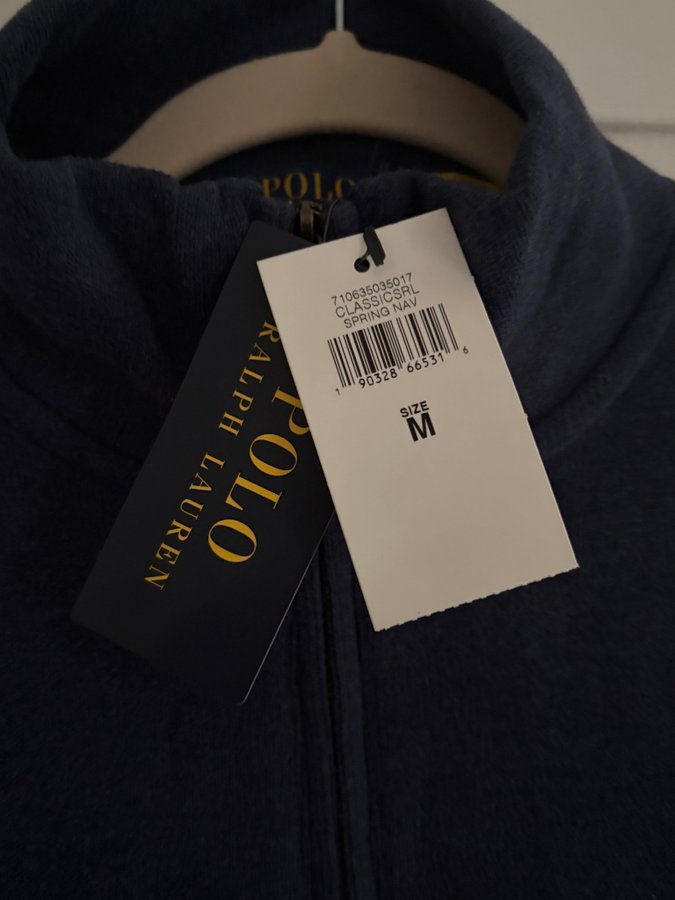 POLO
710635035017
CLASSICSRL
SPRING NAV
1 90328 66531 6
SIZE
M
POLO
RALPH LAUREN